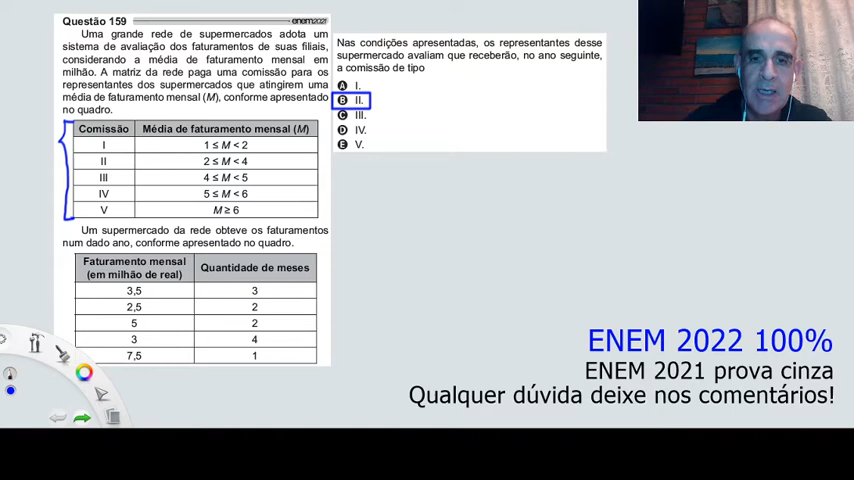 Questão 159
enem2021
Uma grande rede de supermercados adota um
sistema de avaliação dos faturamentos de suas filiais,
considerando a média de faturamento mensal em
milhão. A matriz da rede paga uma comissão para os
representantes dos supermercados que atingirem uma
média de faturamento mensal (M), conforme apresentado
no quadro.
Comissão Média de faturamento mensal (M)
I 1 ≤ M < 2
II 2 ≤ M < 4
III 4 ≤ M < 5
IV 5 ≤ M < 6
V M ≥ 6
Um supermercado da rede obteve os faturamentos
num dado ano, conforme apresentado no quadro.
Faturamento mensal
(em milhão de real) Quantidade de meses
3,5 3
2,5 2
5 2
3 4
7,5 1
Nas condições apresentadas, os representantes desse
supermercado avaliam que receberão, no ano seguinte,
a comissão de tipo
A I.
B II.
C III.
D IV.
E V.
ENEM 2022 100%
ENEM 2021 prova cinza
Qualquer dúvida deixe nos comentários!